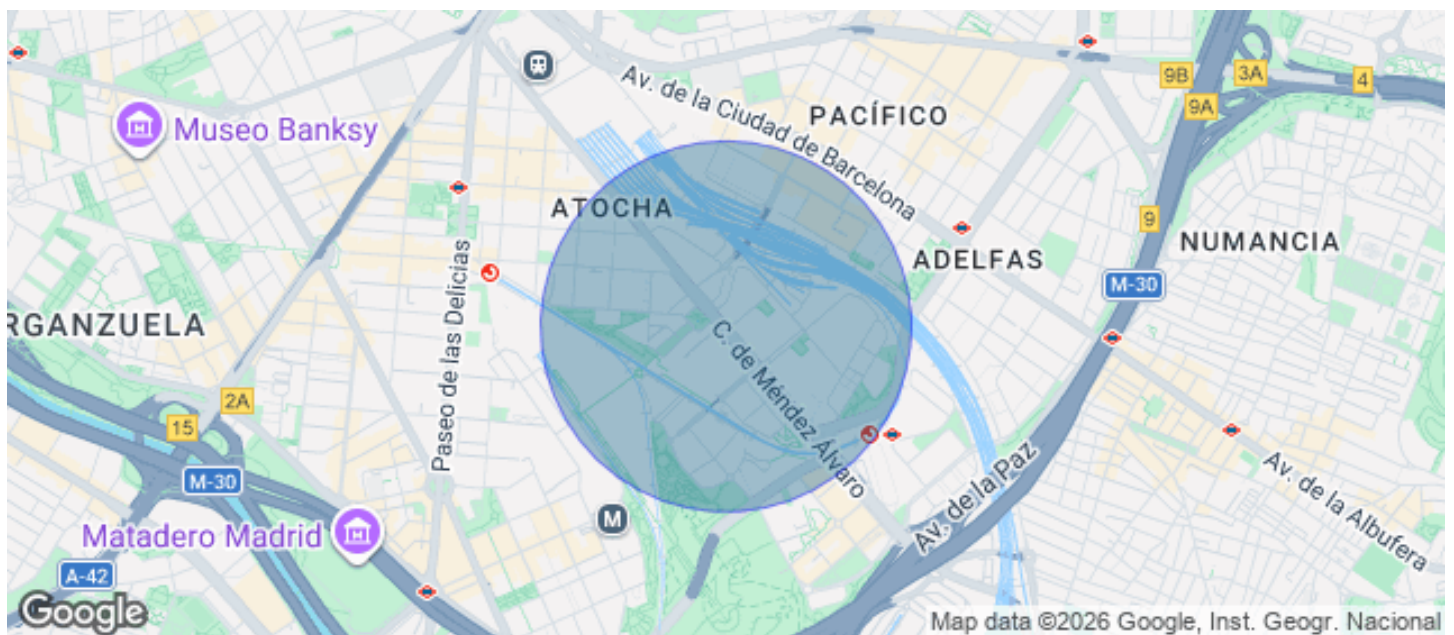 Av. de la Ciudad de Barcelona
PACÍFICO
9B
3A
4
9A
Museo Banksy
ATOCHA
9
NUMANCIA
ADELFAS
M-30
RGANZUELA
Paseo de las Delicias
C. de Méndez Álvaro
2A
15
M-30
Av. de la Paz
Av. de la Albufera
M
Matadero Madrid
A-42
Google
Map data ©2026 Google, Inst. Geogr. Nacional